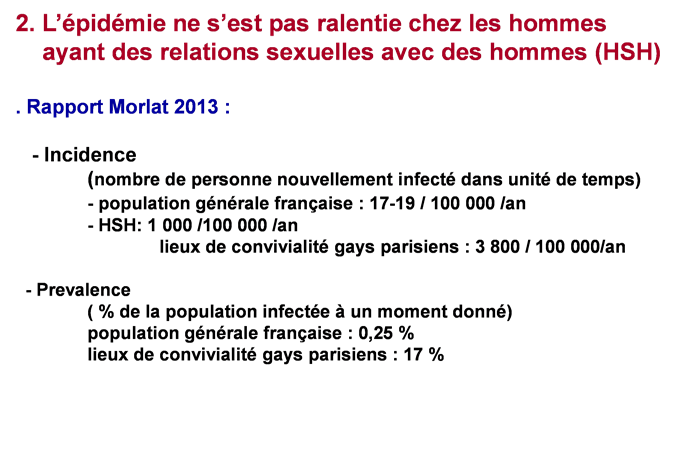 2. L’épidémie ne s’est pas ralentie chez les hommes
ayant des relations sexuelles avec des hommes (HSH)
. Rapport Morlat 2013 :
- Incidence
(nombre de personne nouvellement infecté dans unité de temps)
- population générale française : 17-19 / 100 000 /an
- HSH: 1 000 /100 000 /an
lieux de convivialité gays parisiens : 3 800 / 100 000/an
- Prevalence
( % de la population infectée à un moment donné)
population générale française : 0,25 %
lieux de convivialité gays parisiens : 17 %